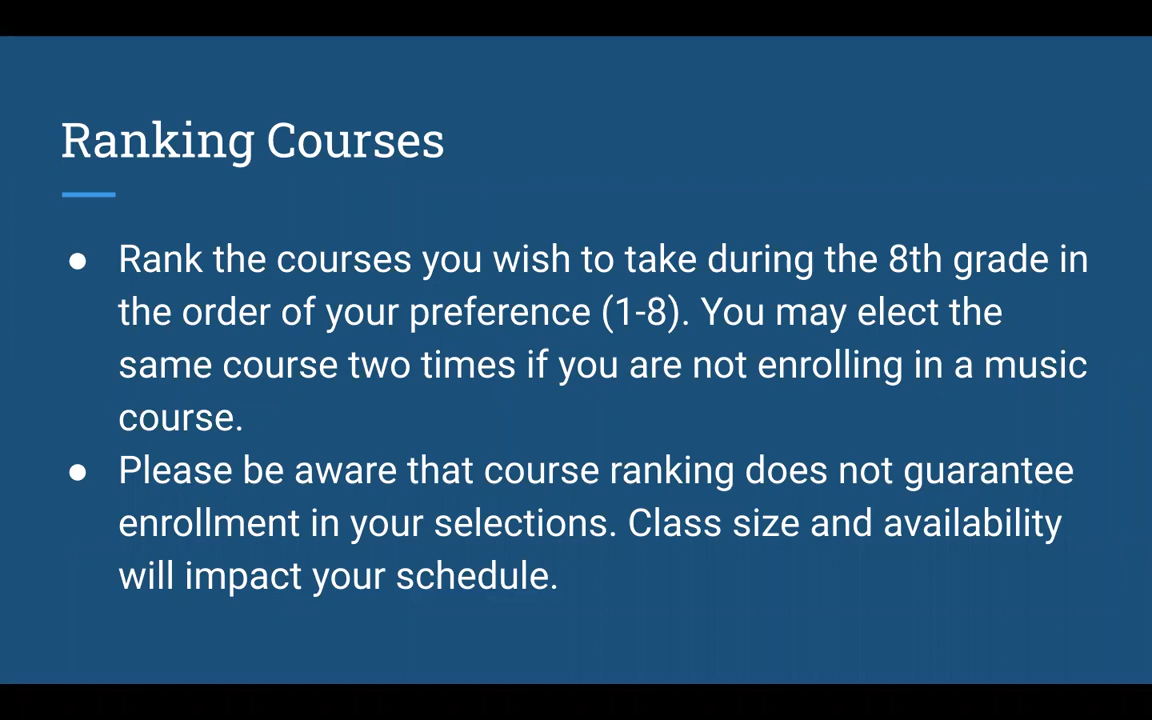 Ranking Courses
● Rank the courses you wish to take during the 8th grade in
the order of your preference (1-8). You may elect the
same course two times if you are not enrolling in a music
course.
● Please be aware that course ranking does not guarantee
enrollment in your selections. Class size and availability
will impact your schedule.